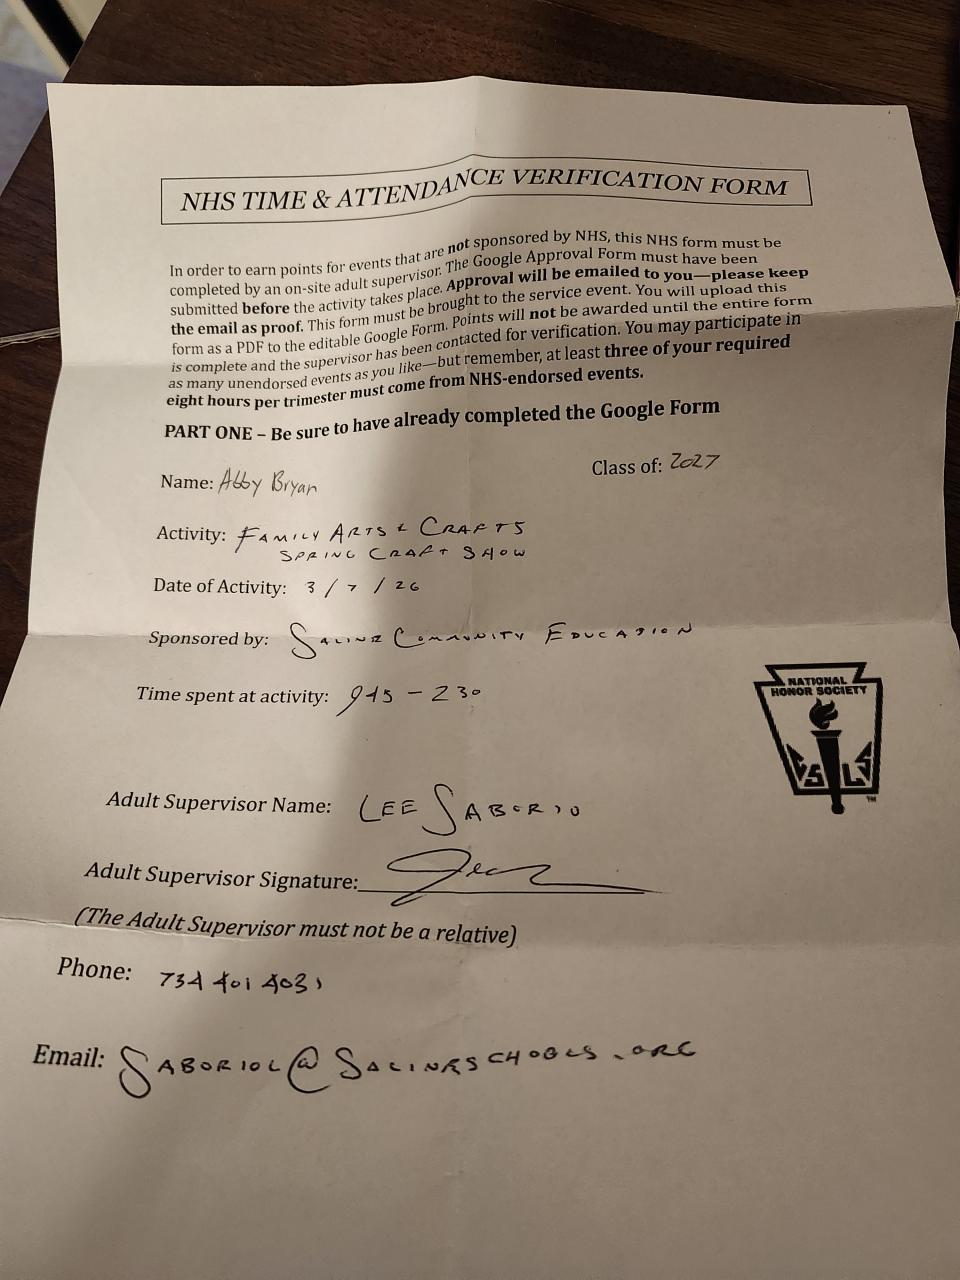 NHS TIME & ATTENDANCE VERIFICATION FORM
In order to earn points for events that are not sponsored by NHS, this NHS form must be
completed by an on-site adult supervisor. The Google Approval Form must have been
submitted before the activity takes place. Approval will be emailed to you—please keep
the email as proof. This form must be brought to the service event. You will upload this
form as a PDF to the editable Google Form. Points will not be awarded until the entire form
is complete and the supervisor has been contacted for verification. You may participate in
as many unendorsed events as you like—but remember, at least three of your required
eight hours per trimester must come from NHS-endorsed events.
PART ONE – Be sure to have already completed the Google Form
Name: Abby Bryan Class of: 2027
Activity: FAMILY ARTS & CRAFTS
SPRING CRAFT SHOW
Date of Activity: 3/7/26
Sponsored by: SALINE COMMUNITY EDUCATION
Time spent at activity: 945 - 230
NATIONAL
HONOR SOCIETY
C S L S
TM
Adult Supervisor Name: LEE SABORIO
Adult Supervisor Signature: Lee
(The Adult Supervisor must not be a relative)
Phone: 734 401 4031
Email: SABORIOL@SALINESCHOOLS.ORG